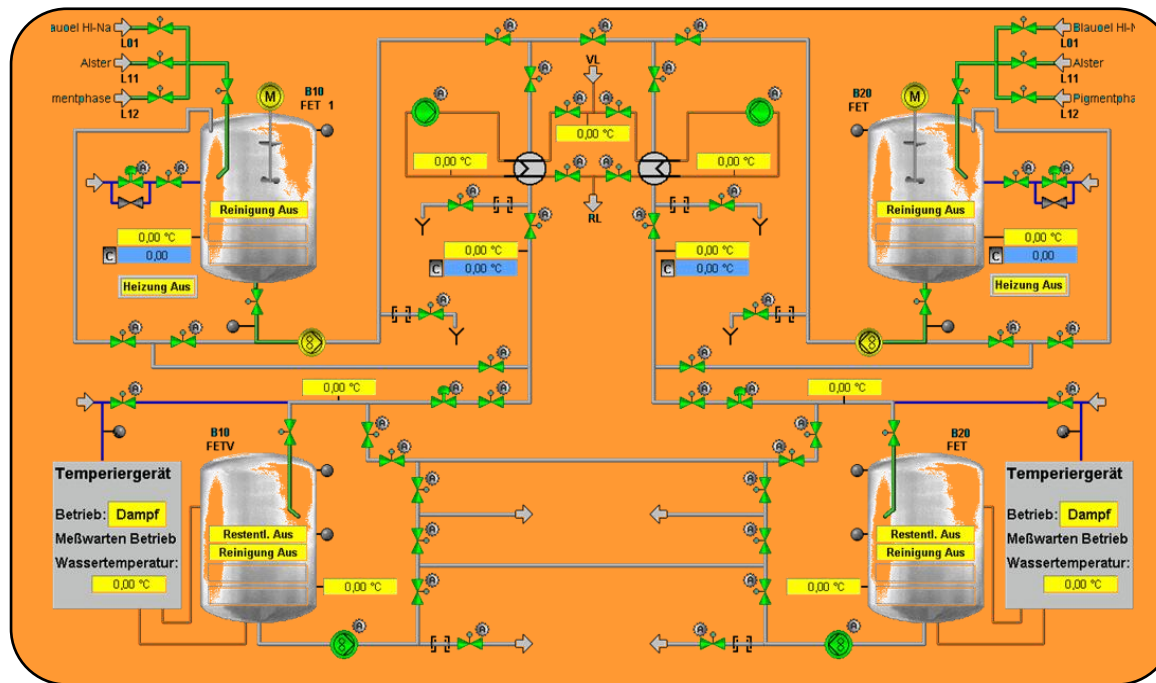 auoel HI-Na
L01
Alster
L11
mentphase
L12
B10
FET 1
M
A
VL
0,00 °C
0,00 °C
0,00 °C
RL
B20
FET
M
Blauoel HI-N
L01
Alster
L11
Pigmentpha
L12
Reinigung Aus
0,00 °C
C 0,00
Heizung Aus
0,00 °C
C 0,00 °C
0,00 °C
C 0,00 °C
Reinigung Aus
0,00 °C
C 0,00
Heizung Aus
0,00 °C
0,00 °C
B10
FETV
B20
FET
Temperiergerät
Betrieb: Dampf
Meßwarten Betrieb
Wassertemperatur:
0,00 °C
Restentl. Aus
Reinigung Aus
0,00 °C
Restentl. Aus
Reinigung Aus
0,00 °C
Temperiergerät
Betrieb: Dampf
Meßwarten Betrieb
Wassertemperatur:
0,00 °C